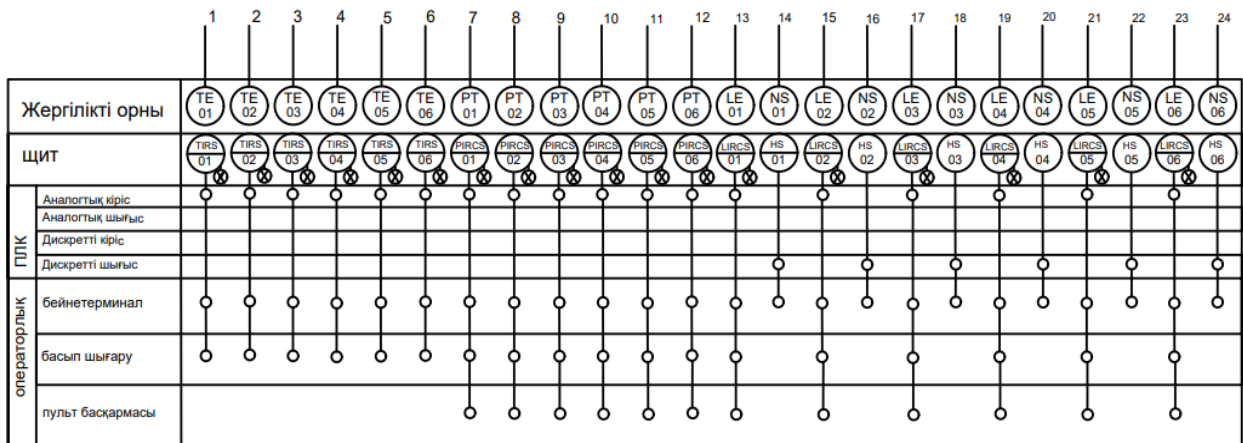 1 2 3 4 5 6 7 8 9 10 11 12 13 14 15 16 17 18 19 20 21 22 23 24
Жергілікті орны
TE 01 TE 02 TE 03 TE 04 TE 05 TE 06 PT 01 PT 02 PT 03 PT 04 PT 05 PT 06 LE 01 NS 01 LE 02 NS 02 LE 03 NS 03 LE 04 NS 04 LE 05 NS 05 LE 06 NS 06
ЩИТ
TIRS 01 TIRS 02 TIRS 03 TIRS 04 TIRS 05 TIRS 06 PIRCS 01 PIRCS 02 PIRCS 03 PIRCS 04 PIRCS 05 PIRCS 06 LIRCS 01 HS 01 LIRCS 02 HS 02 LIRCS 03 HS 03 LIRCS 04 HS 04 LIRCS 05 HS 05 LIRCS 06 HS 06
ПЛК
Аналогтық кіріс
Аналогтық шығыс
Дискретті кіріс
Дискретті шығыс
операторлық
бейнетерминал
басып шығару
пульт басқармасы